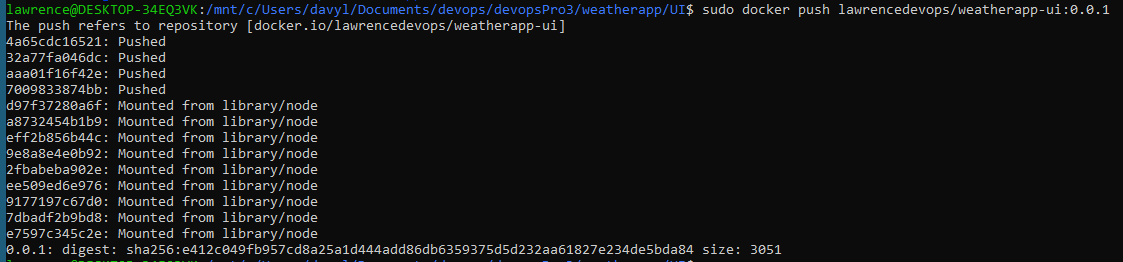 lawrence@DESKTOP-34EQ3VK:/mnt/c/Users/davyl/Documents/devops/devopsPro3/weatherapp/UI$ sudo docker push lawrencedevops/weatherapp-ui:0.0.1
The push refers to repository [docker.io/lawrencedevops/weatherapp-ui]
4a65cdc16521: Pushed
32a77fa046dc: Pushed
aaa01f16f42e: Pushed
7009833874bb: Pushed
d97f37280a6f: Mounted from library/node
a8732454b1b9: Mounted from library/node
eff2b856b44c: Mounted from library/node
9e8a8e4e0b92: Mounted from library/node
2fbabeba902e: Mounted from library/node
ee509ed6e976: Mounted from library/node
9177197c67d0: Mounted from library/node
7dbadf2b9bd8: Mounted from library/node
e7597c345c2e: Mounted from library/node
0.0.1: digest: sha256:e412c049fb957cd8a25a1d444add86db6359375d5d232aa61827e234de5bda84 size: 3051